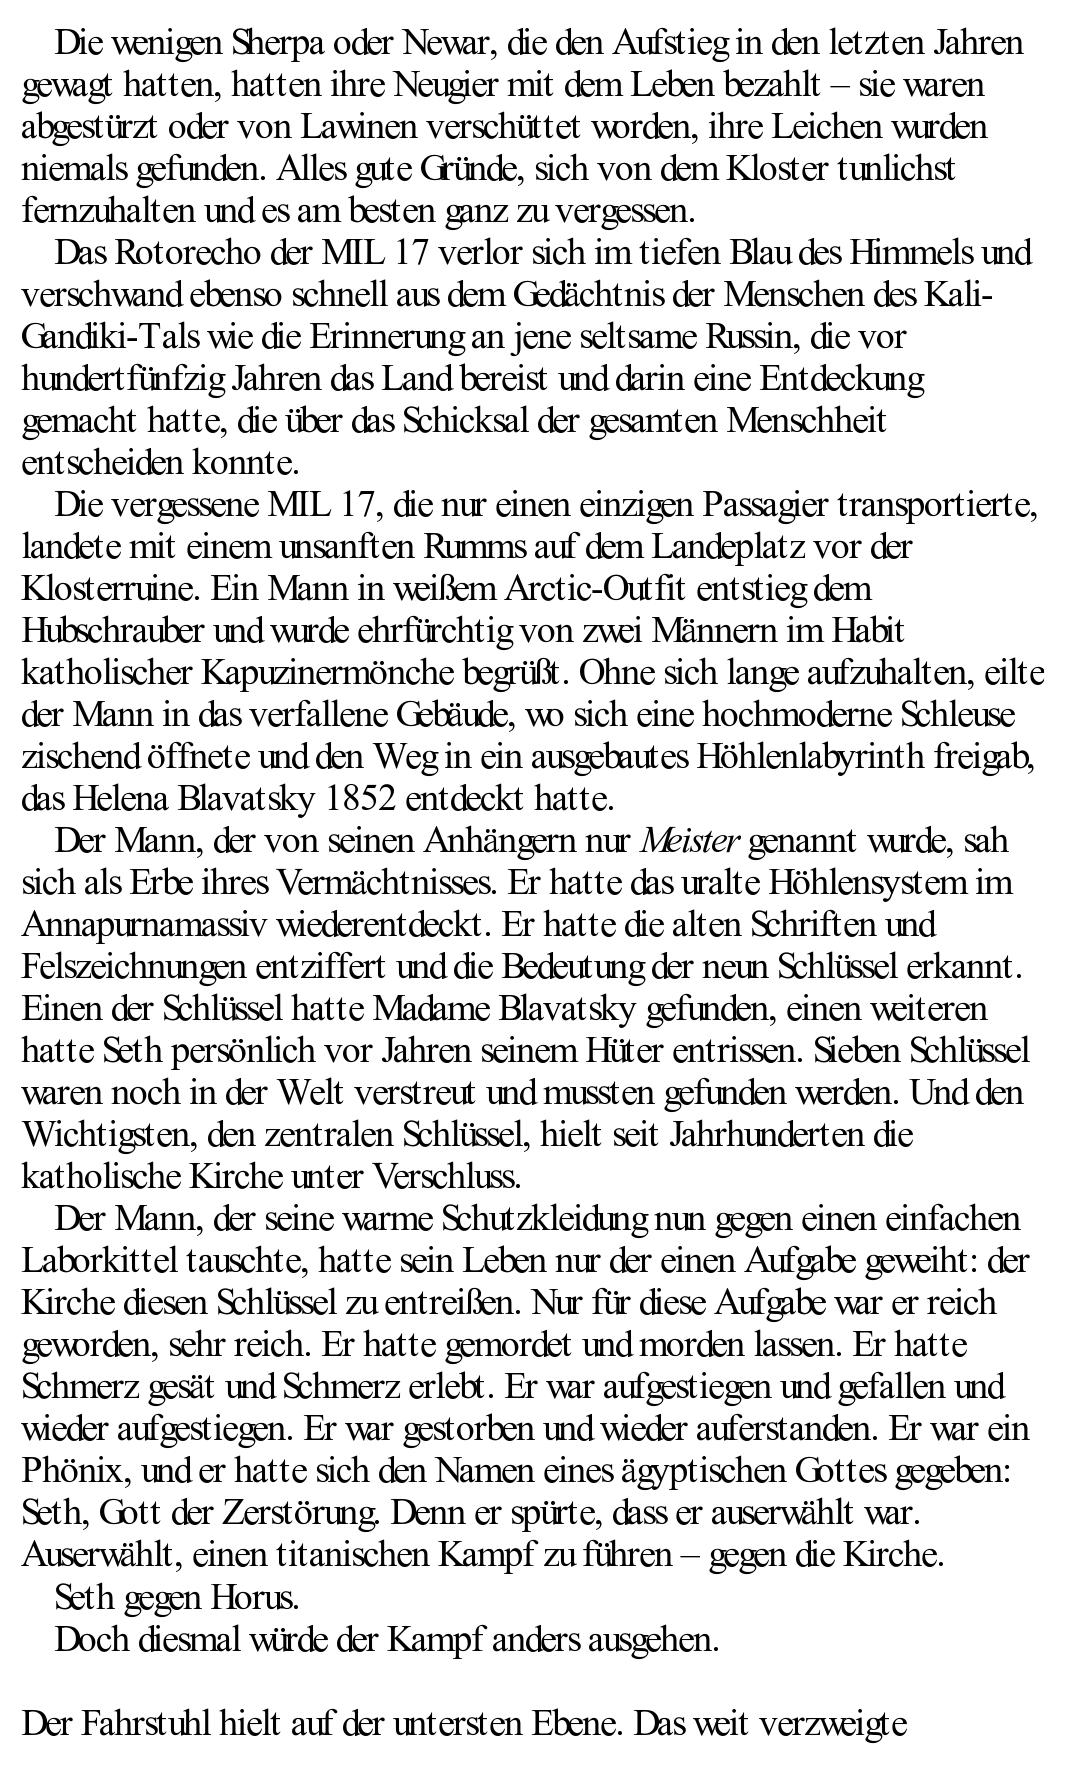 Die wenigen Sherpa oder Newar, die den Aufstieg in den letzten Jahren
gewagt hatten, hatten ihre Neugier mit dem Leben bezahlt – sie waren
abgestürzt oder von Lawinen verschüttet worden, ihre Leichen wurden
niemals gefunden. Alles gute Gründe, sich von dem Kloster tunlichst
fernzuhalten und es am besten ganz zu vergessen.
Das Rotorecho der MIL 17 verlor sich im tiefen Blau des Himmels und
verschwand ebenso schnell aus dem Gedächtnis der Menschen des Kali-
Gandiki-Tals wie die Erinnerung an jene seltsame Russin, die vor
hundertfünfzig Jahren das Land bereist und darin eine Entdeckung
gemacht hatte, die über das Schicksal der gesamten Menschheit
entscheiden konnte.
Die vergessene MIL 17, die nur einen einzigen Passagier transportierte,
landete mit einem unsanften Rumms auf dem Landeplatz vor der
Klosterruine. Ein Mann in weißem Arctic-Outfit entstieg dem
Hubschrauber und wurde ehrfürchtig von zwei Männern im Habit
katholischer Kapuzinermönche begrüßt. Ohne sich lange aufzuhalten, eilte
der Mann in das verfallene Gebäude, wo sich eine hochmoderne Schleuse
zischend öffnete und den Weg in ein ausgebautes Höhlenlabyrinth freigab,
das Helena Blavatsky 1852 entdeckt hatte.
Der Mann, der von seinen Anhängern nur Meister genannt wurde, sah
sich als Erbe ihres Vermächtnisses. Er hatte das uralte Höhlensystem im
Annapurnamassiv wiederentdeckt. Er hatte die alten Schriften und
Felszeichnungen entziffert und die Bedeutung der neun Schlüssel erkannt.
Einen der Schlüssel hatte Madame Blavatsky gefunden, einen weiteren
hatte Seth persönlich vor Jahren seinem Hüter entrissen. Sieben Schlüssel
waren noch in der Welt verstreut und mussten gefunden werden. Und den
Wichtigsten, den zentralen Schlüssel, hielt seit Jahrhunderten die
katholische Kirche unter Verschluss.
Der Mann, der seine warme Schutzkleidung nun gegen einen einfachen
Laborkittel tauschte, hatte sein Leben nur der einen Aufgabe geweiht: der
Kirche diesen Schlüssel zu entreißen. Nur für diese Aufgabe war er reich
geworden, sehr reich. Er hatte gemordet und morden lassen. Er hatte
Schmerz gesät und Schmerz erlebt. Er war aufgestiegen und gefallen und
wieder aufgestiegen. Er war gestorben und wieder auferstanden. Er war ein
Phönix, und er hatte sich den Namen eines ägyptischen Gottes gegeben:
Seth, Gott der Zerstörung. Denn er spürte, dass er auserwählt war.
Auserwählt, einen titanischen Kampf zu führen – gegen die Kirche.
Seth gegen Horus.
Doch diesmal würde der Kampf anders ausgehen.
Der Fahrstuhl hielt auf der untersten Ebene. Das weit verzweigte